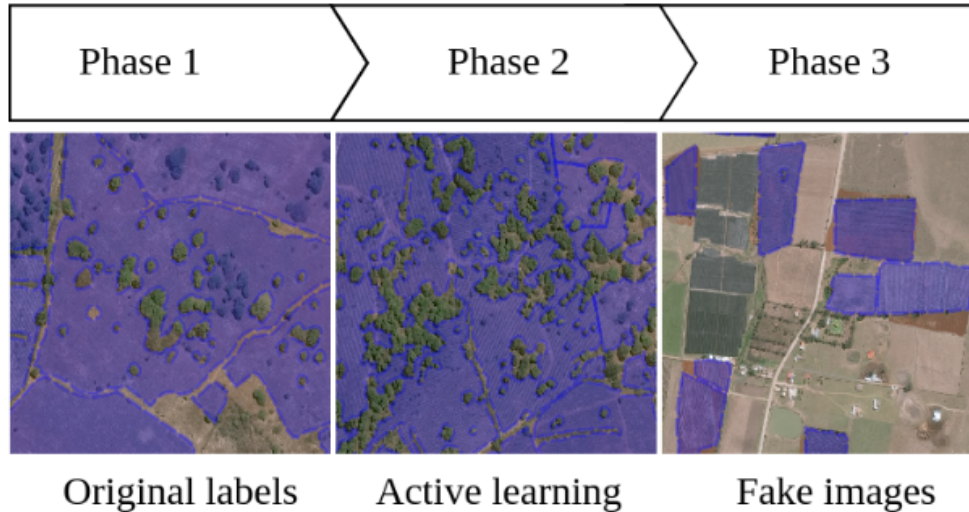 Phase 1
Phase 2
Phase 3
Original labels
Active learning
Fake images